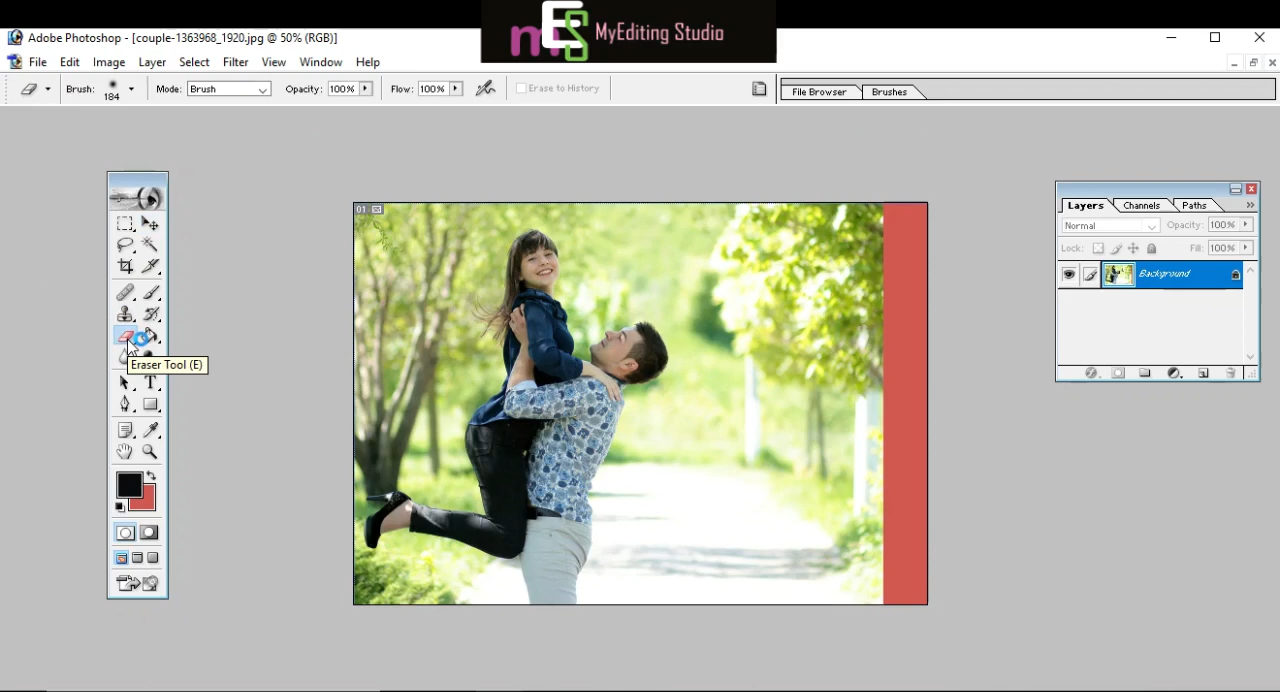 mES MyEditing Studio
Adobe Photoshop - [couple-1363968_1920.jpg @ 50% (RGB)]
File Edit Image Layer Select Filter View Window Help
Brush: 184 Mode: Brush Opacity: 100% Flow: 100% Erase to History
File Browser Brushes
01
Layers Channels Paths
Normal Opacity: 100%
Lock: Fill: 100%
Background
Eraser Tool (E)
T